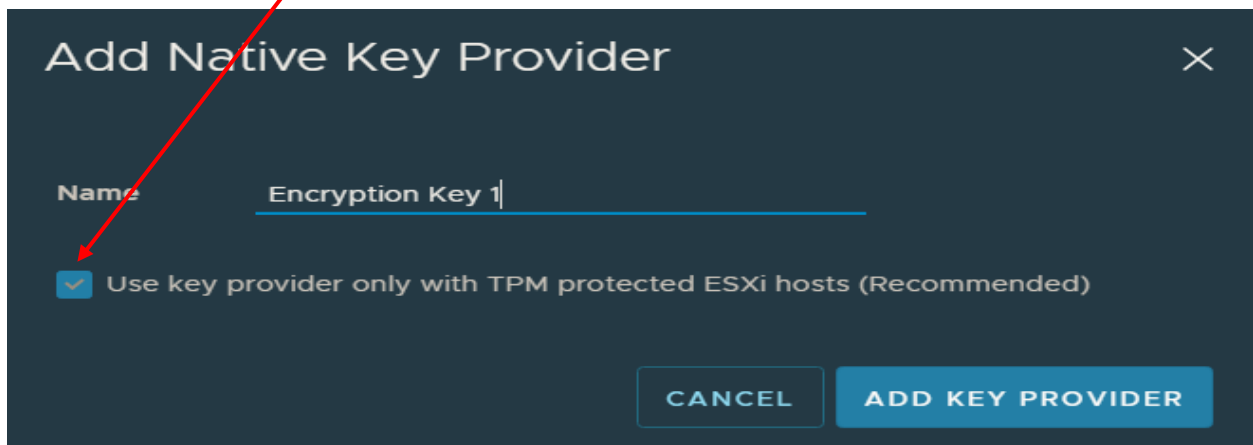 Add Native Key Provider
Name Encryption Key 1
Use key provider only with TPM protected ESXi hosts (Recommended)
CANCEL ADD KEY PROVIDER